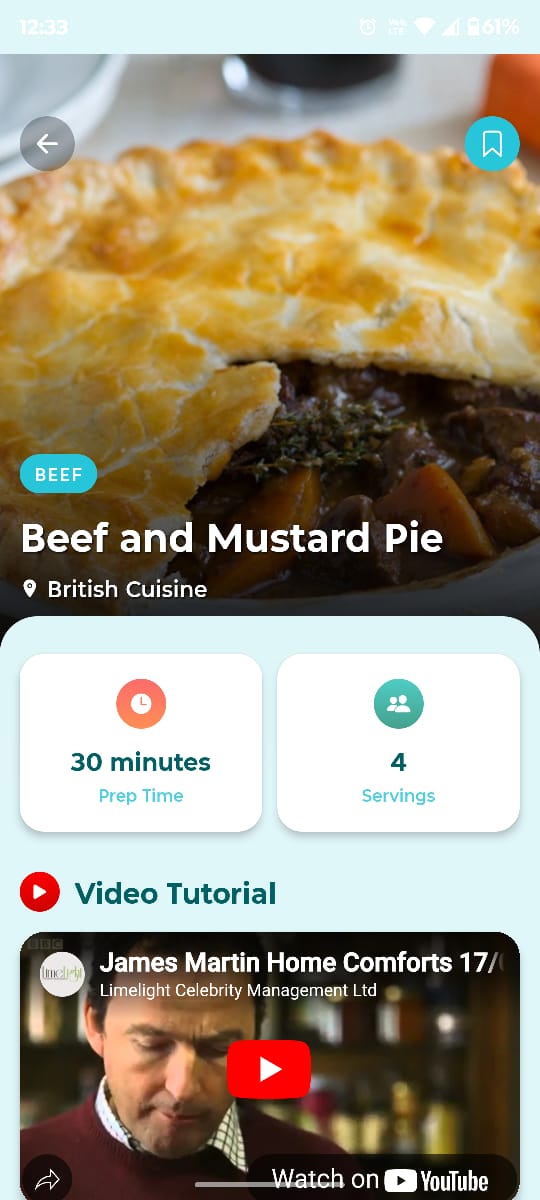 12:33
VoLTE
61%
BEEF
Beef and Mustard Pie
British Cuisine
30 minutes
Prep Time
4
Servings
Video Tutorial
BBC
limelight
James Martin Home Comforts 17/
Limelight Celebrity Management Ltd
Watch on YouTube